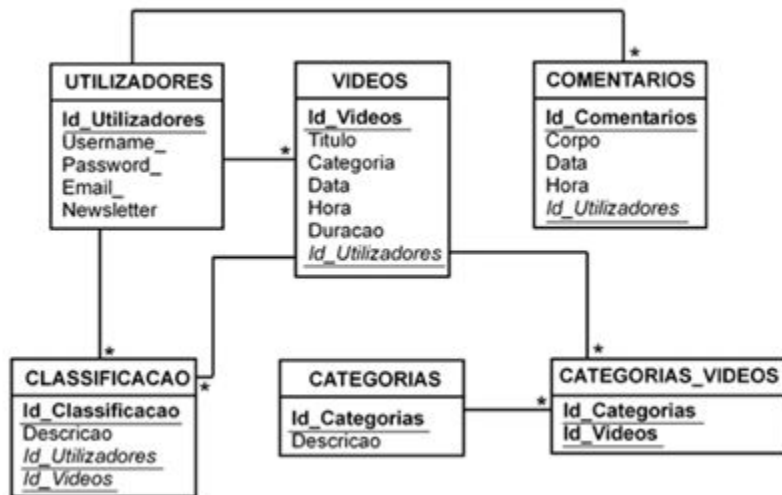 UTILIZADORES
Id_Utilizadores
Username_
Password_
Email_
Newsletter
*
VIDEOS
Id_Videos
Titulo
Categoria
Data
Hora
Duracao
Id_Utilizadores
*
COMENTARIOS
Id_Comentarios
Corpo
Data
Hora
Id_Utilizadores
*
*
CLASSIFICACAO
Id_Classificacao
Descricao
Id_Utilizadores
Id_Videos
CATEGORIAS
Id_Categorias
Descricao
*
*
CATEGORIAS_VIDEOS
Id_Categorias
Id_Videos